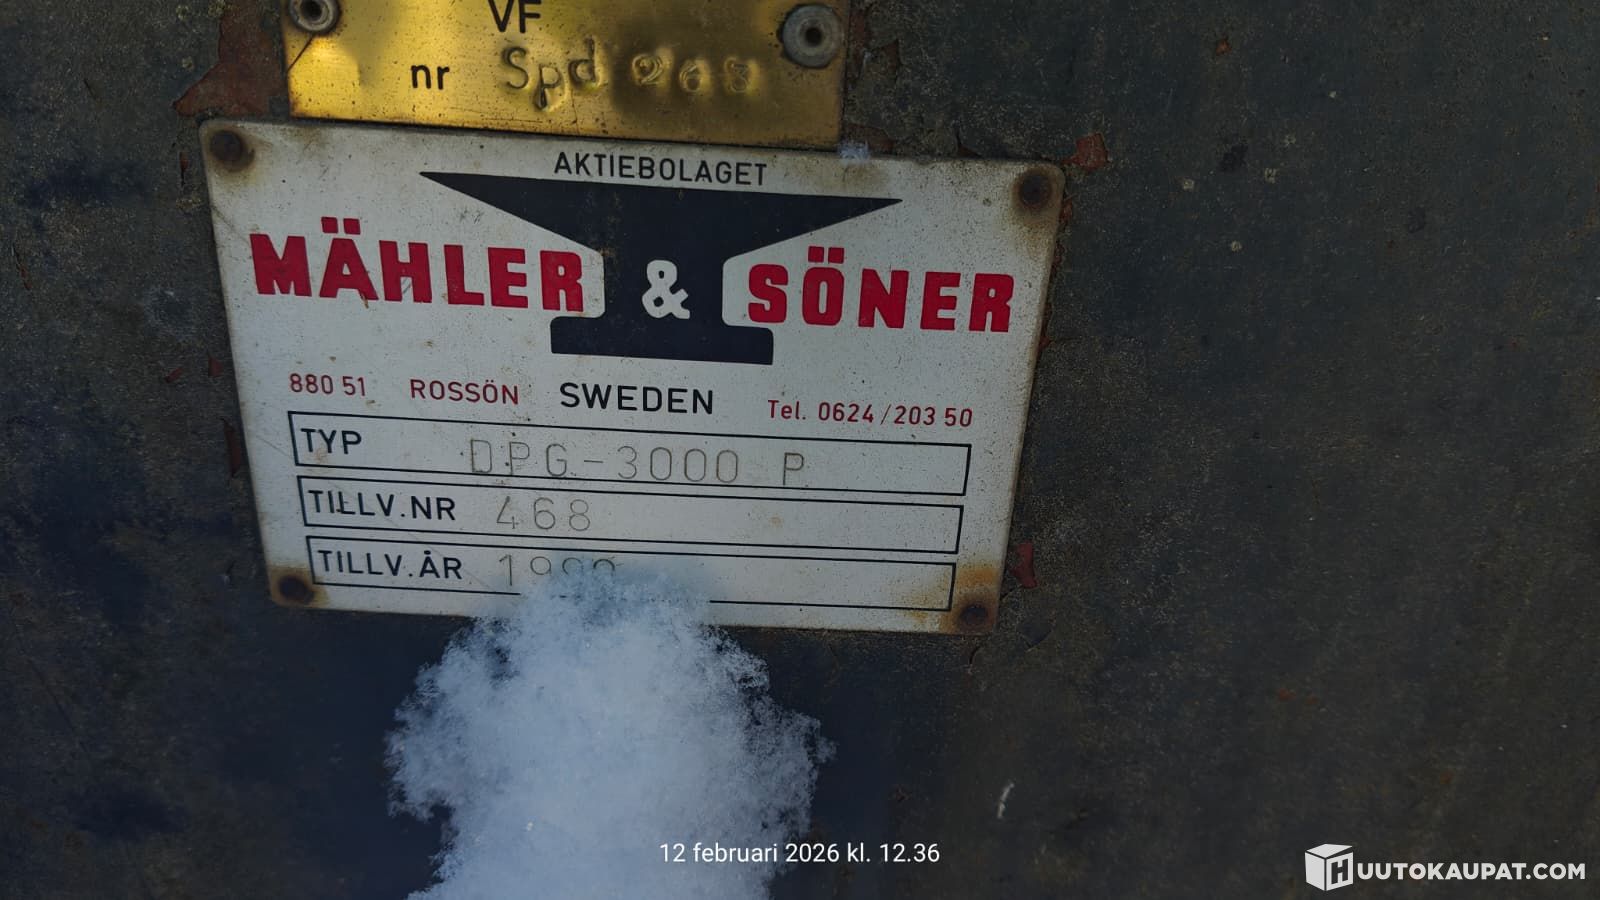 VF
nr Spd 268
AKTIEBOLAGET
MÄHLER & SÖNER
880 51 ROSSÖN SWEDEN Tel. 0624/203 50
TYP DPG-3000 P
TILLV.NR 468
TILLV.ÅR
12 februari 2026 kl. 12.36
HUUTOKAUPAT.COM